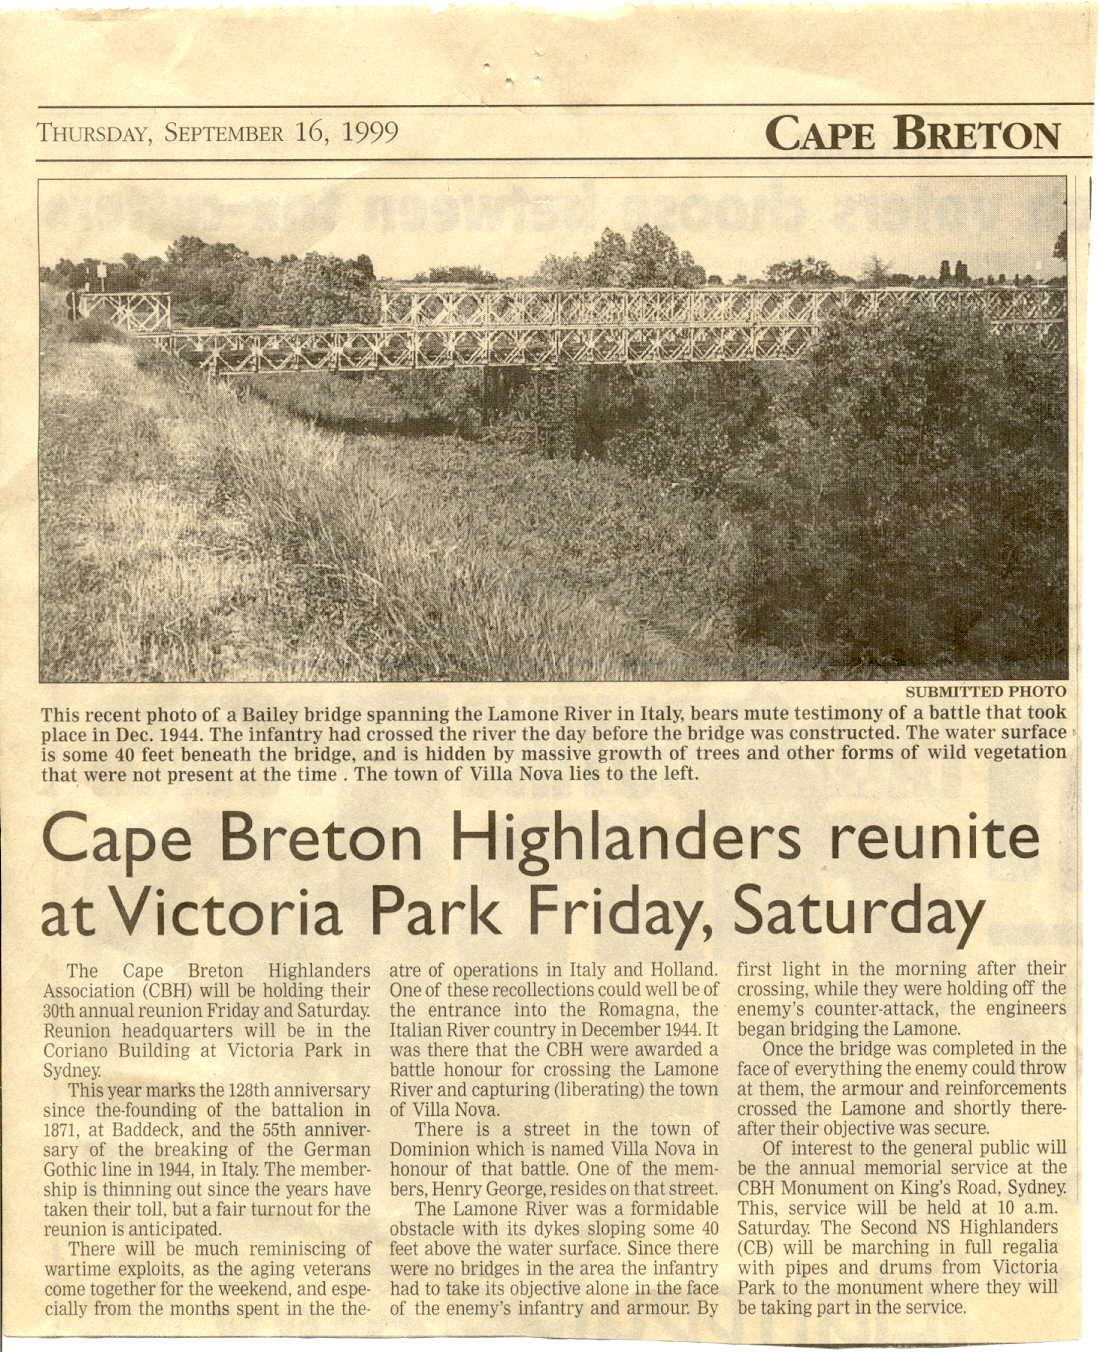 THURSDAY, SEPTEMBER 16, 1999
CAPE BRETON
SUBMITTED PHOTO
This recent photo of a Bailey bridge spanning the Lamone River in Italy, bears mute testimony of a battle that took
place in Dec. 1944. The infantry had crossed the river the day before the bridge was constructed. The water surface
is some 40 feet beneath the bridge, and is hidden by massive growth of trees and other forms of wild vegetation
that were not present at the time . The town of Villa Nova lies to the left.
Cape Breton Highlanders reunite
at Victoria Park Friday, Saturday
The Cape Breton Highlanders
Association (CBH) will be holding their
30th annual reunion Friday and Saturday.
Reunion headquarters will be in the
Coriano Building at Victoria Park in
Sydney.
This year marks the 128th anniversary
since the-founding of the battalion in
1871, at Baddeck, and the 55th anniver-
sary of the breaking of the German
Gothic line in 1944, in Italy. The member-
ship is thinning out since the years have
taken their toll, but a fair turnout for the
reunion is anticipated.
There will be much reminiscing of
wartime exploits, as the aging veterans
come together for the weekend, and espe-
cially from the months spent in the the-
atre of operations in Italy and Holland.
One of these recollections could well be of
the entrance into the Romagna, the
Italian River country in December 1944. It
was there that the CBH were awarded a
battle honour for crossing the Lamone
River and capturing (liberating) the town
of Villa Nova.
There is a street in the town of
Dominion which is named Villa Nova in
honour of that battle. One of the mem-
bers, Henry George, resides on that street.
The Lamone River was a formidable
obstacle with its dykes sloping some 40
feet above the water surface. Since there
were no bridges in the area the infantry
had to take its objective alone in the face
of the enemy's infantry and armour. By
first light in the morning after their
crossing, while they were holding off the
enemy's counter-attack, the engineers
began bridging the Lamone.
Once the bridge was completed in the
face of everything the enemy could throw
at them, the armour and reinforcements
crossed the Lamone and shortly there-
after their objective was secure.
Of interest to the general public will
be the annual memorial service at the
CBH Monument on King's Road, Sydney.
This, service will be held at 10 a.m.
Saturday. The Second NS Highlanders
(CB) will be marching in full regalia
with pipes and drums from Victoria
Park to the monument where they will
be taking part in the service.